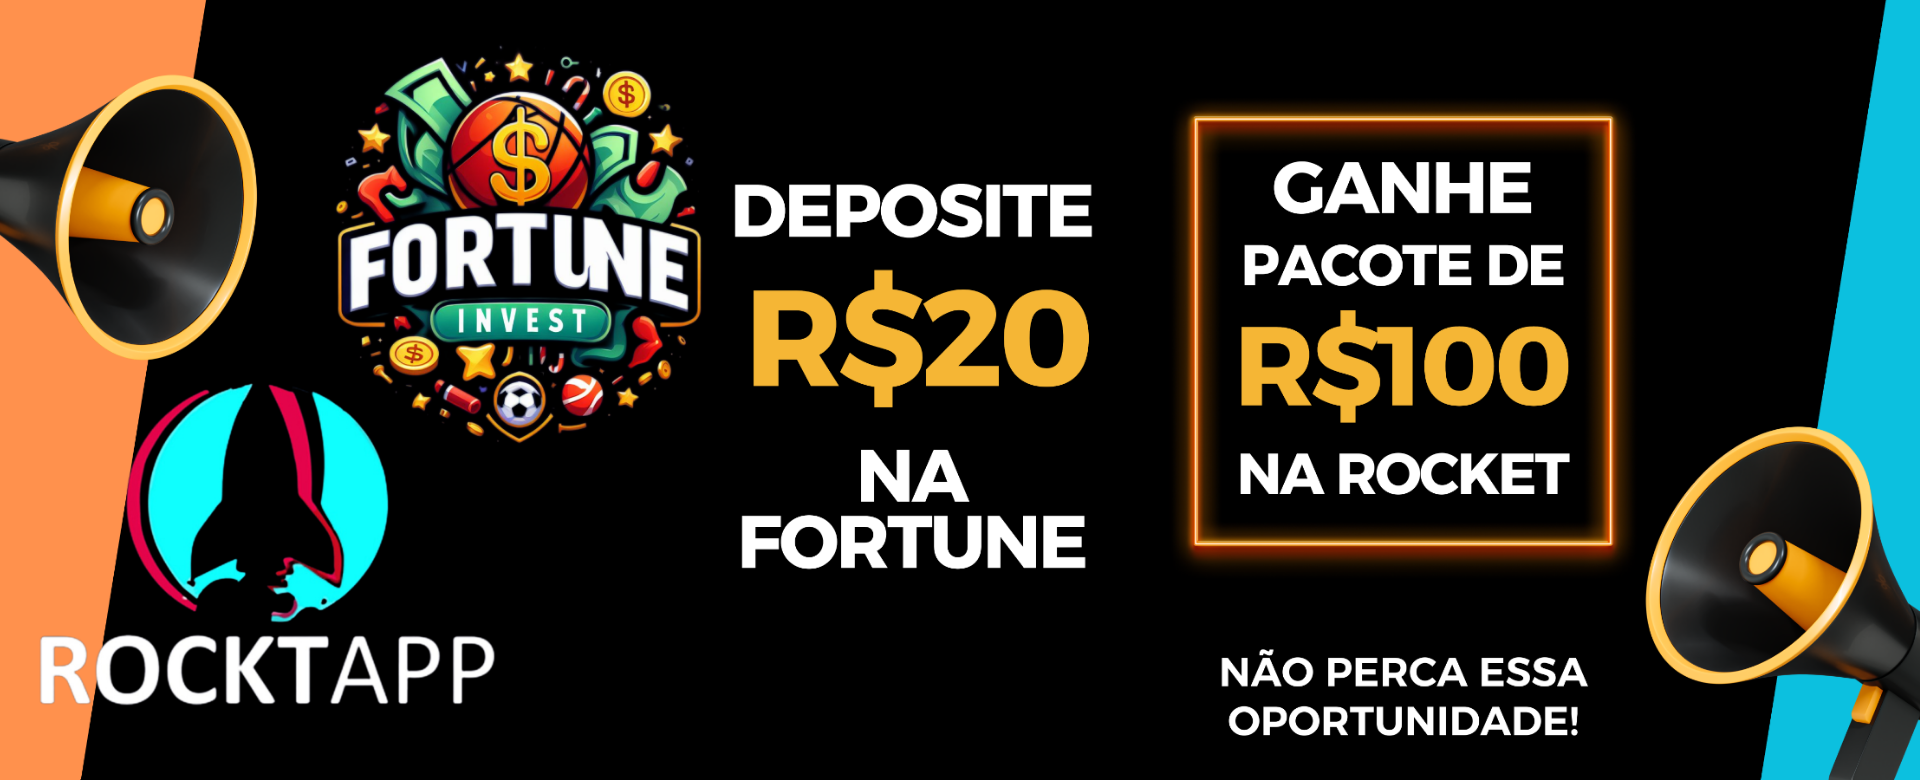 FORTUNE
INVEST
ROCKTAPP
DEPOSITE
R$20
NA
FORTUNE
GANHE
PACOTE DE
R$100
NA ROCKET
NÃO PERCA ESSA
OPORTUNIDADE!